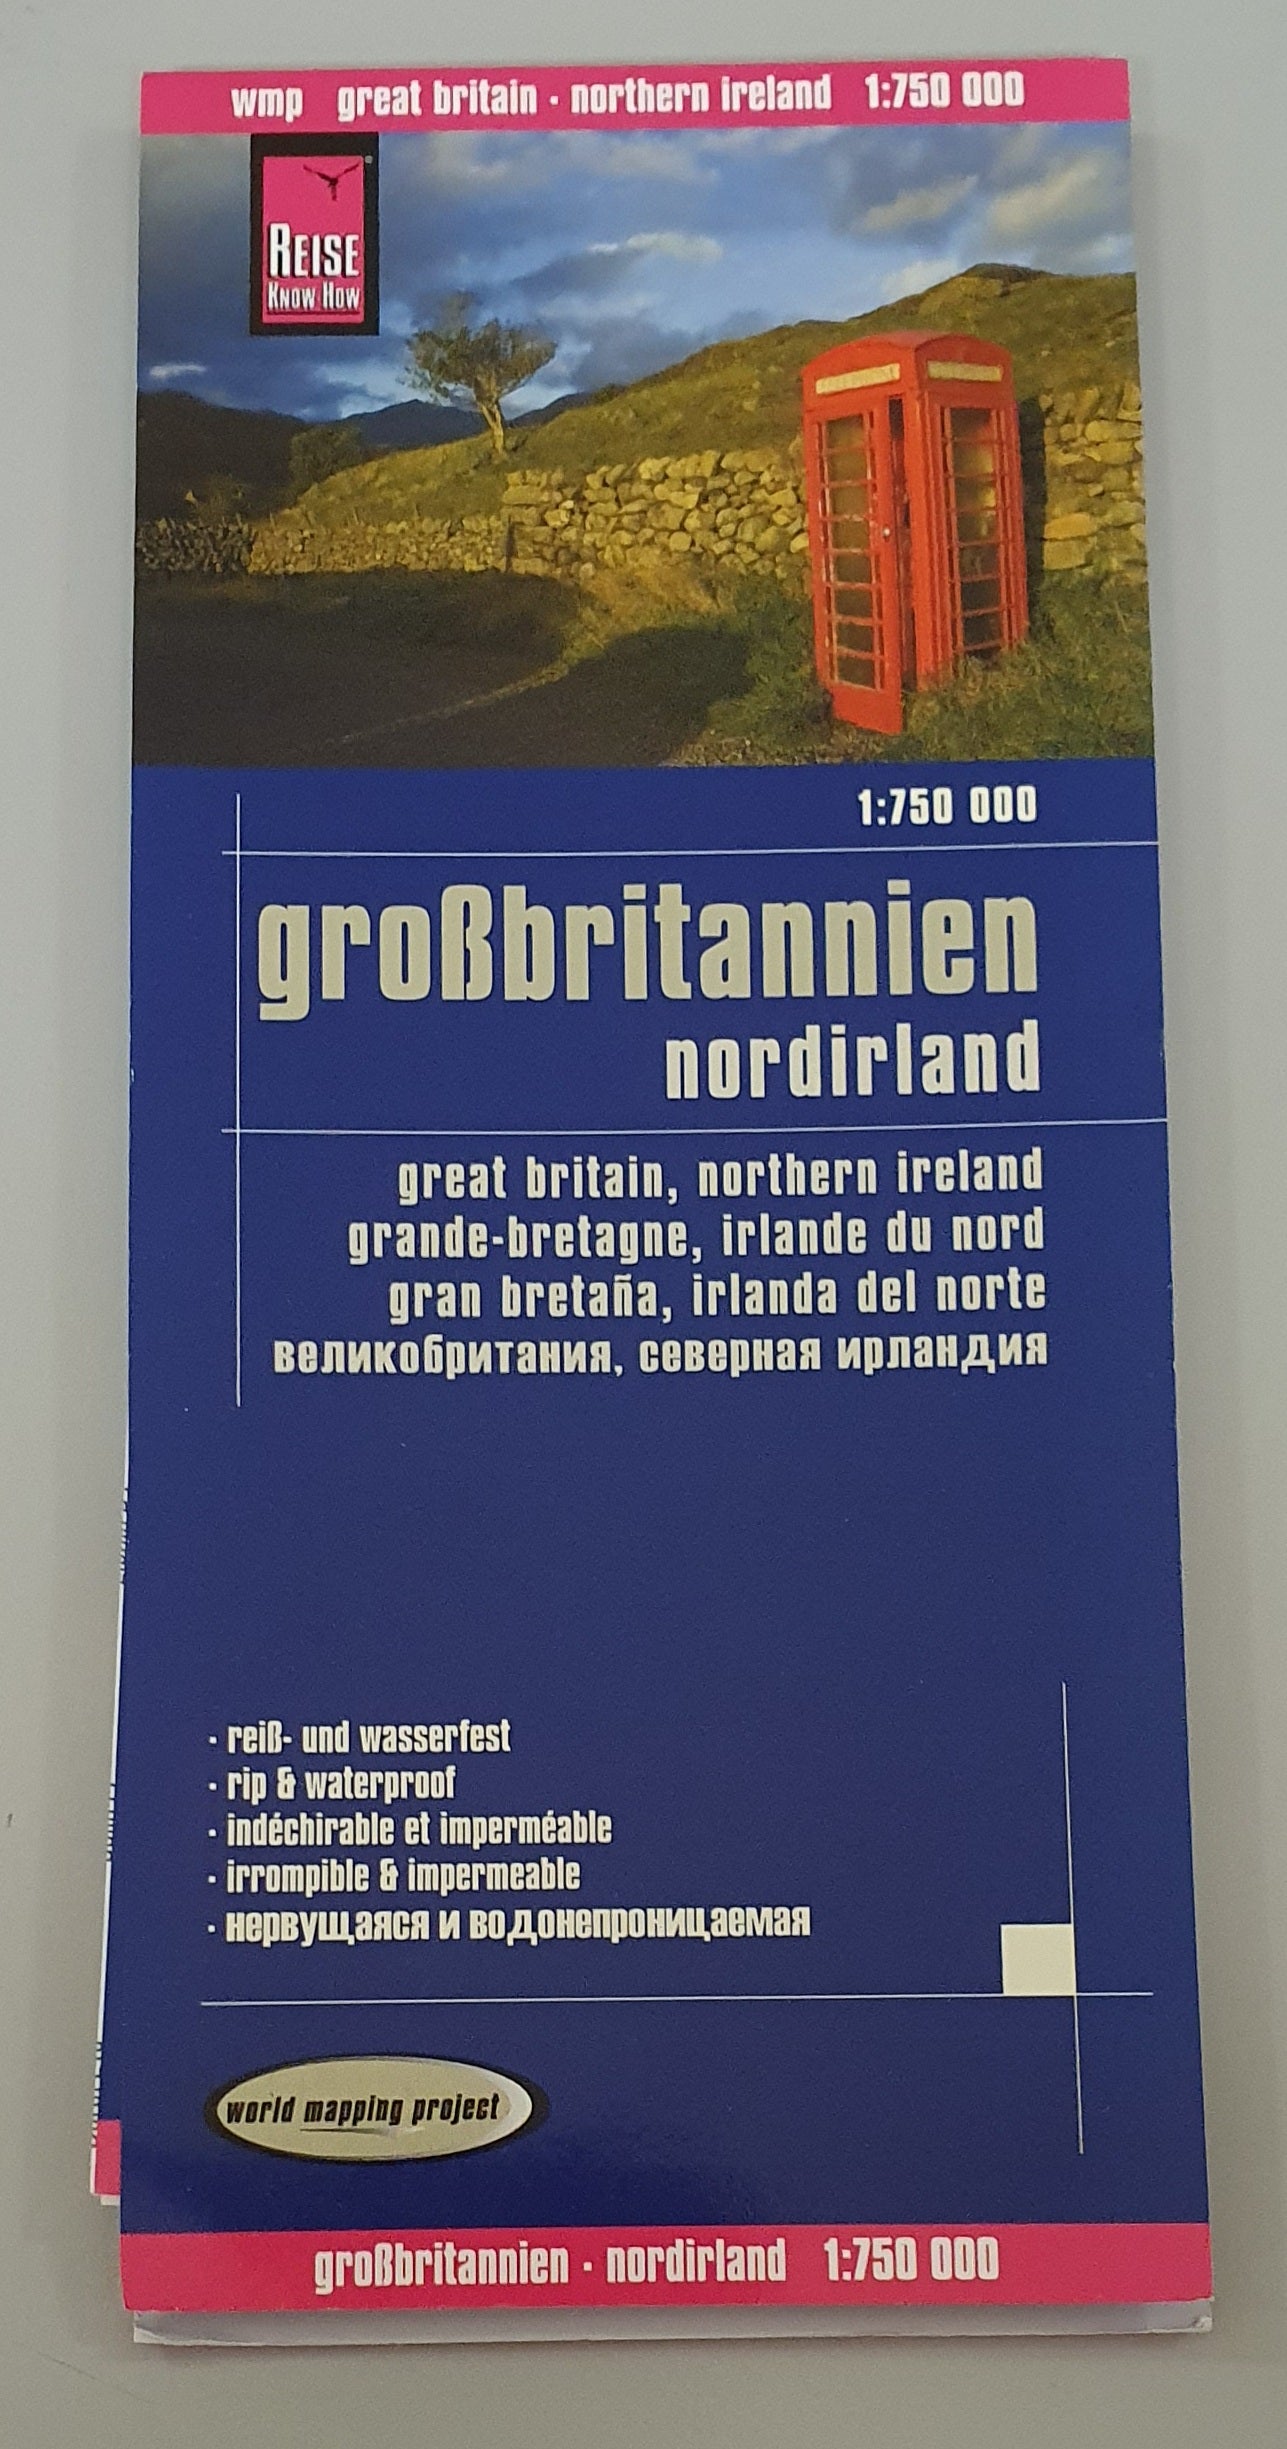 wmp great britain · northern ireland 1:750 000
REISE
KNOW-HOW
1:750 000
großbritannien
nordirland
great britain, northern ireland
grande-bretagne, irlande du nord
gran bretaña, irlanda del norte
великобритания, северная ирландия
· reiß- und wasserfest
· rip & waterproof
· indéchirable et imperméable
· irrompible & impermeable
· нервущаяся и водонепроницаемая
world mapping project
großbritannien · nordirland 1:750 000